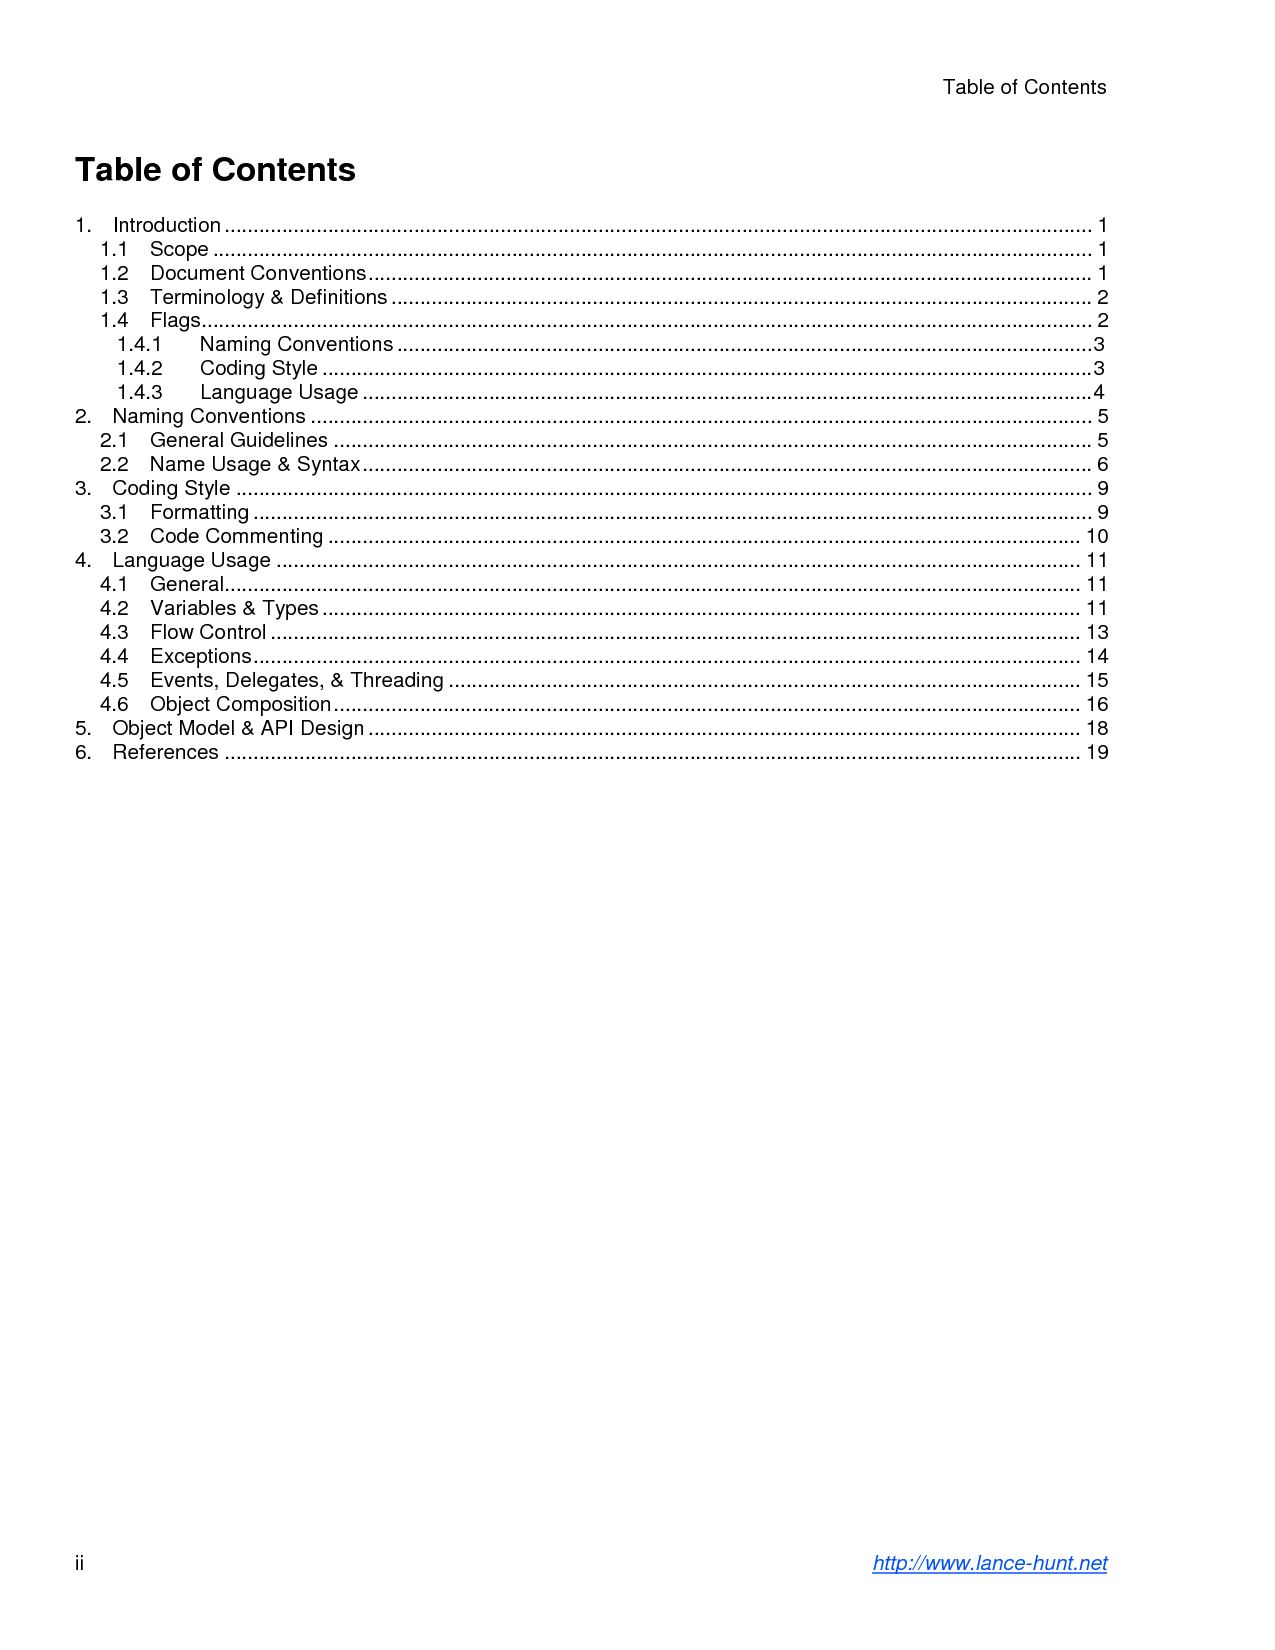 Table of Contents
Table of Contents
1. Introduction ........................................................................ 1
1.1 Scope ........................................................................ 1
1.2 Document Conventions ........................................................................ 1
1.3 Terminology & Definitions ........................................................................ 2
1.4 Flags ........................................................................ 2
1.4.1 Naming Conventions ........................................................................ 3
1.4.2 Coding Style ........................................................................ 3
1.4.3 Language Usage ........................................................................ 4
2. Naming Conventions ........................................................................ 5
2.1 General Guidelines ........................................................................ 5
2.2 Name Usage & Syntax ........................................................................ 6
3. Coding Style ........................................................................ 9
3.1 Formatting ........................................................................ 9
3.2 Code Commenting ........................................................................ 10
4. Language Usage ........................................................................ 11
4.1 General ........................................................................ 11
4.2 Variables & Types ........................................................................ 11
4.3 Flow Control ........................................................................ 13
4.4 Exceptions ........................................................................ 14
4.5 Events, Delegates, & Threading ........................................................................ 15
4.6 Object Composition ........................................................................ 16
5. Object Model & API Design ........................................................................ 18
6. References ........................................................................ 19
ii http://www.lance-hunt.net